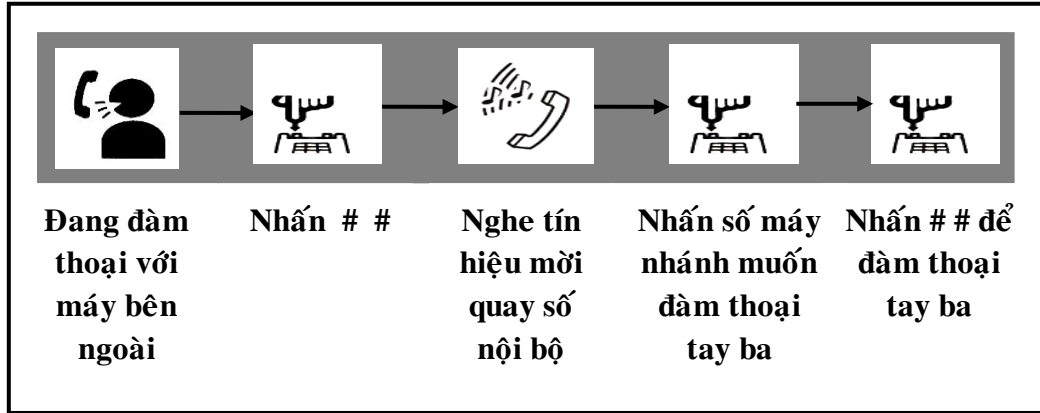 Đang đàm
thoại với
máy bên
ngoài
Nhấn # #
Nghe tín
hiệu mời
quay số
nội bộ
Nhấn số máy
nhánh muốn
đàm thoại
tay ba
Nhấn # # để
đàm thoại
tay ba